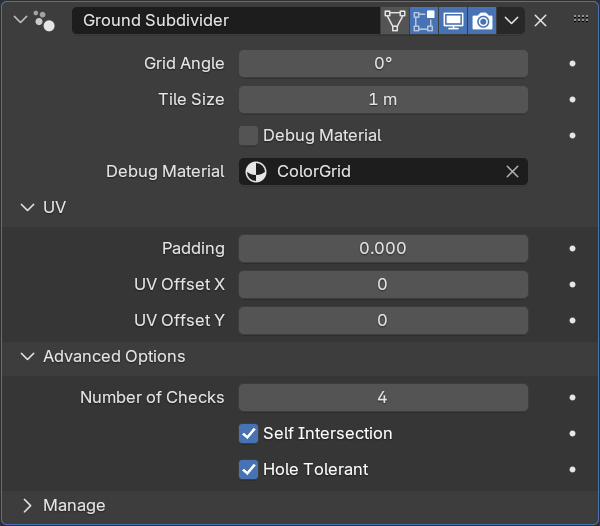 Ground Subdivider
Grid Angle 0°
Tile Size 1 m
Debug Material
Debug Material ColorGrid
UV
Padding 0.000
UV Offset X 0
UV Offset Y 0
Advanced Options
Number of Checks 4
Self Intersection
Hole Tolerant
Manage